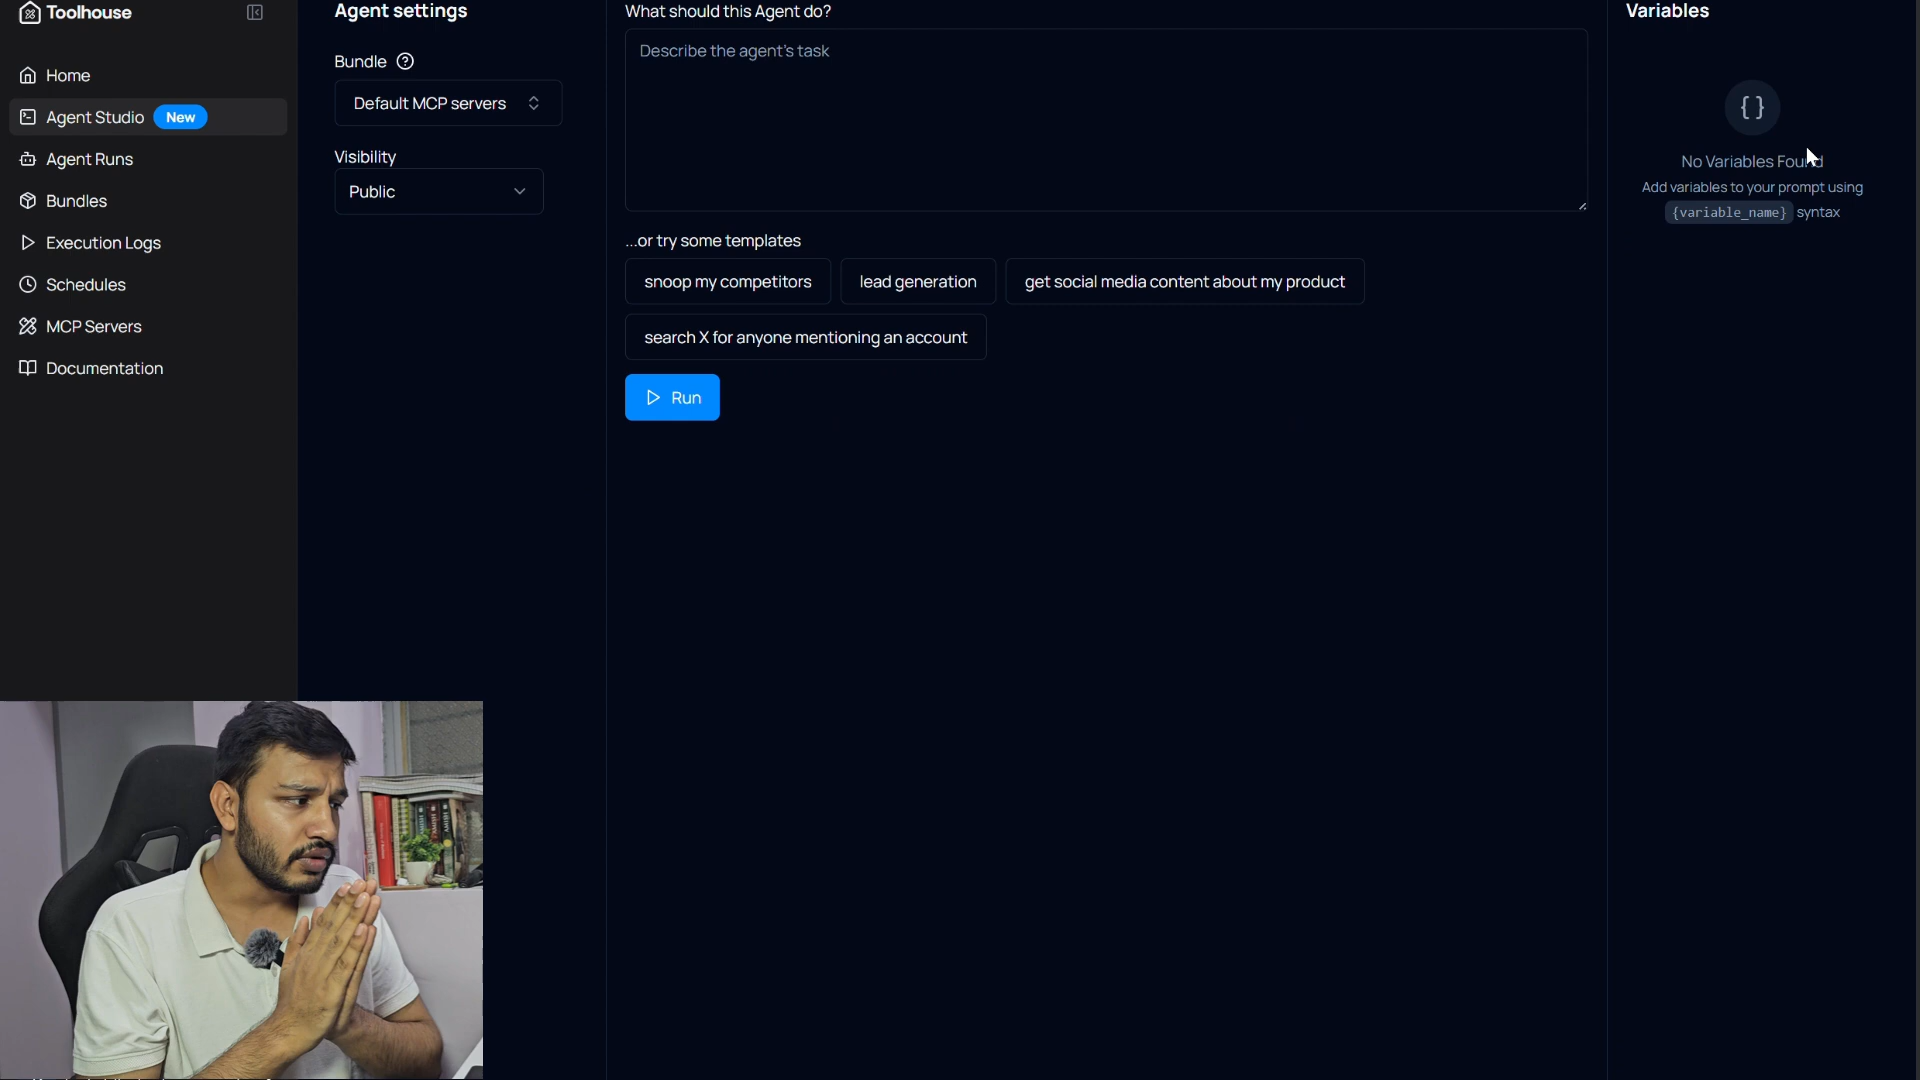 Toolhouse
Home
Agent Studio New
Agent Runs
Bundles
Execution Logs
Schedules
MCP Servers
Documentation
Agent settings
Bundle
Default MCP servers
Visibility
Public
What should this Agent do?
Describe the agent's task
...or try some templates
snoop my competitors
lead generation
get social media content about my product
search X for anyone mentioning an account
Run
Variables
{}
No Variables Found
Add variables to your prompt using
{variable_name} syntax